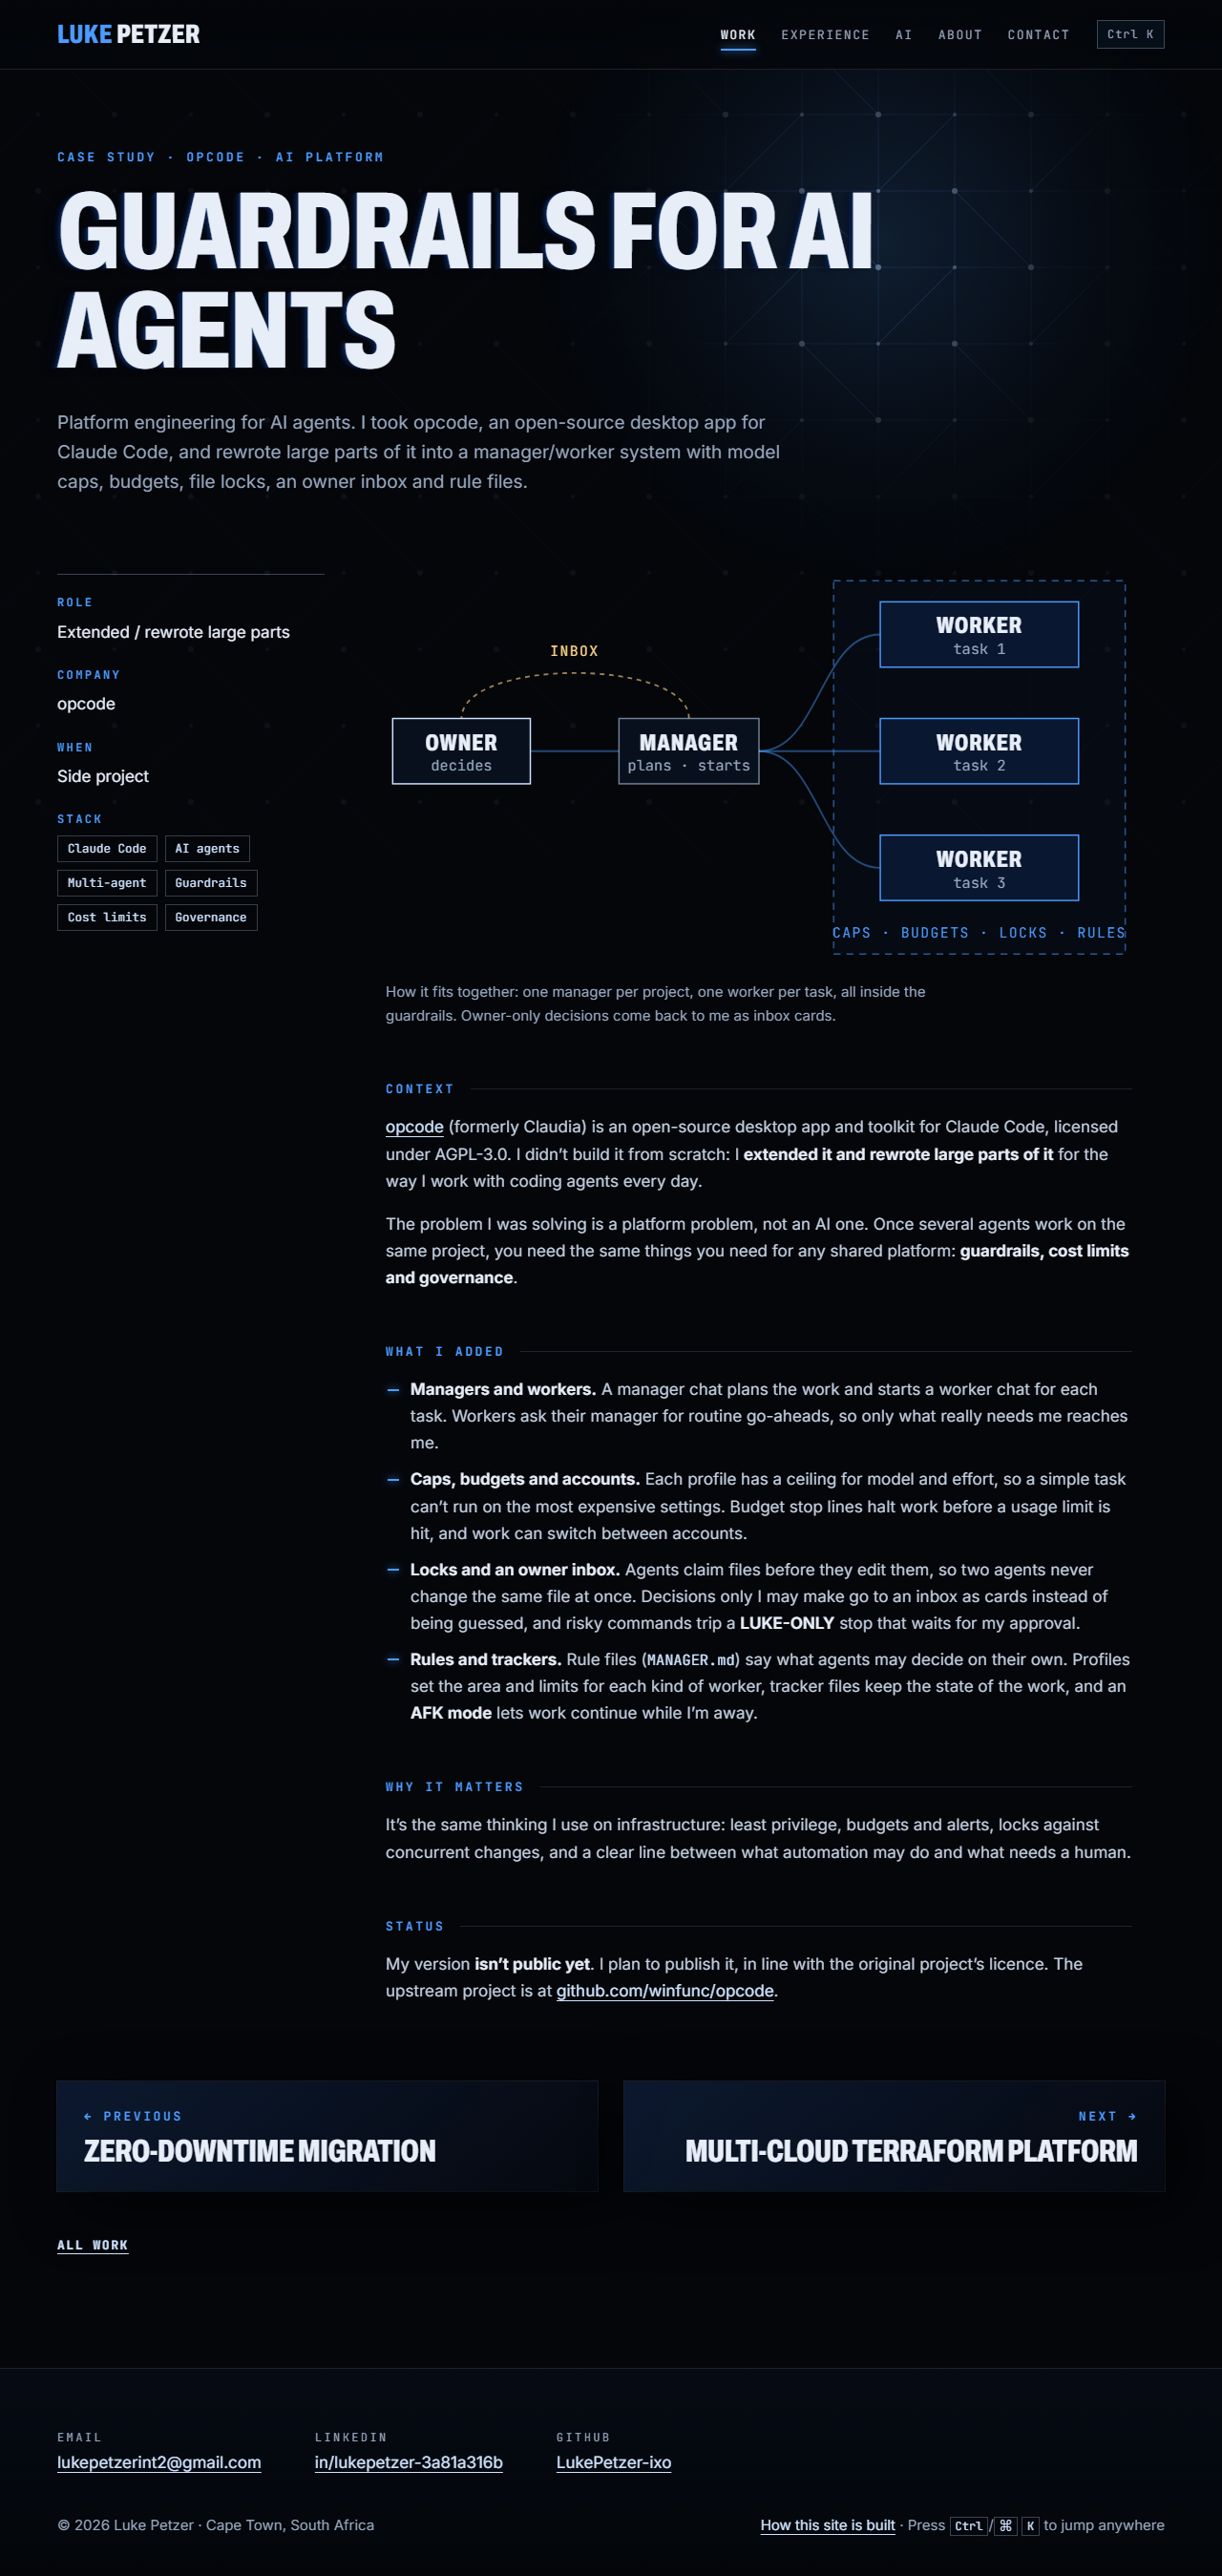 LUKE PETZER
WORK EXPERIENCE AI ABOUT CONTACT Ctrl K
CASE STUDY · OPCODE · AI PLATFORM
GUARDRAILS FOR AI
AGENTS
Platform engineering for AI agents. I took opcode, an open-source desktop app for
Claude Code, and rewrote large parts of it into a manager/worker system with model
caps, budgets, file locks, an owner inbox and rule files.
ROLE
Extended / rewrote large parts
COMPANY
opcode
WHEN
Side project
STACK
Claude Code AI agents
Multi-agent Guardrails
Cost limits Governance
INBOX
OWNER
decides
MANAGER
plans · starts
WORKER
task 1
WORKER
task 2
WORKER
task 3
CAPS · BUDGETS · LOCKS · RULES
How it fits together: one manager per project, one worker per task, all inside the
guardrails. Owner-only decisions come back to me as inbox cards.
CONTEXT
opcode (formerly Claudia) is an open-source desktop app and toolkit for Claude Code, licensed
under AGPL-3.0. I didn’t build it from scratch: I extended it and rewrote large parts of it for the
way I work with coding agents every day.
The problem I was solving is a platform problem, not an AI one. Once several agents work on the
same project, you need the same things you need for any shared platform: guardrails, cost limits
and governance.
WHAT I ADDED
Managers and workers. A manager chat plans the work and starts a worker chat for each
task. Workers ask their manager for routine go-aheads, so only what really needs me reaches
me.
Caps, budgets and accounts. Each profile has a ceiling for model and effort, so a simple task
can’t run on the most expensive settings. Budget stop lines halt work before a usage limit is
hit, and work can switch between accounts.
Locks and an owner inbox. Agents claim files before they edit them, so two agents never
change the same file at once. Decisions only I may make go to an inbox as cards instead of
being guessed, and risky commands trip a LUKE-ONLY stop that waits for my approval.
Rules and trackers. Rule files (MANAGER.md) say what agents may decide on their own. Profiles
set the area and limits for each kind of worker, tracker files keep the state of the work, and an
AFK mode lets work continue while I’m away.
WHY IT MATTERS
It’s the same thinking I use on infrastructure: least privilege, budgets and alerts, locks against
concurrent changes, and a clear line between what automation may do and what needs a human.
STATUS
My version isn’t public yet. I plan to publish it, in line with the original project’s licence. The
upstream project is at github.com/winfunc/opcode.
← PREVIOUS
ZERO-DOWNTIME MIGRATION
NEXT →
MULTI-CLOUD TERRAFORM PLATFORM
ALL WORK
EMAIL
lukepetzerint2@gmail.com
LINKEDIN
in/lukepetzer-3a81a316b
GITHUB
LukePetzer-ixo
© 2026 Luke Petzer · Cape Town, South Africa
How this site is built · Press Ctrl/⌘ K to jump anywhere